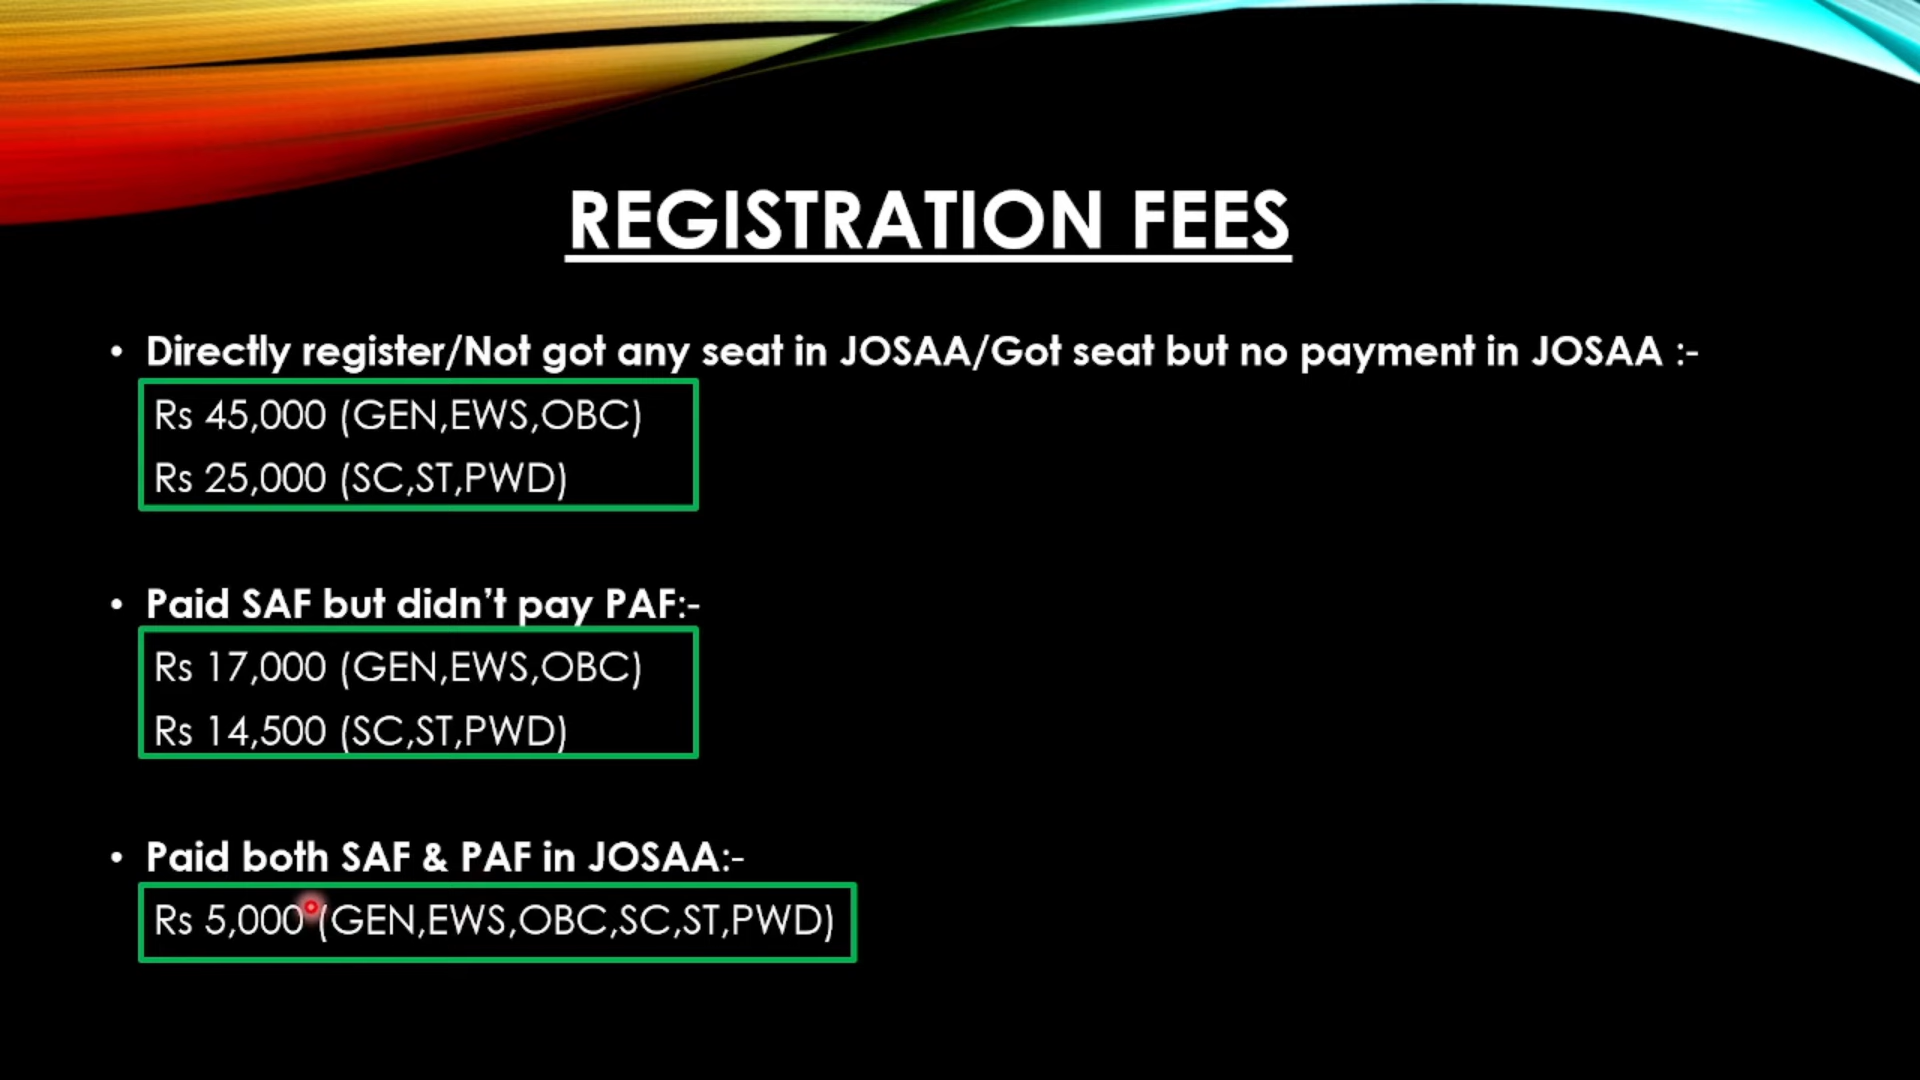 REGISTRATION FEES
• Directly register/Not got any seat in JOSAA/Got seat but no payment in JOSAA :-
Rs 45,000 (GEN,EWS,OBC)
Rs 25,000 (SC,ST,PWD)
• Paid SAF but didn’t pay PAF:-
Rs 17,000 (GEN,EWS,OBC)
Rs 14,500 (SC,ST,PWD)
• Paid both SAF & PAF in JOSAA:-
Rs 5,000 (GEN,EWS,OBC,SC,ST,PWD)